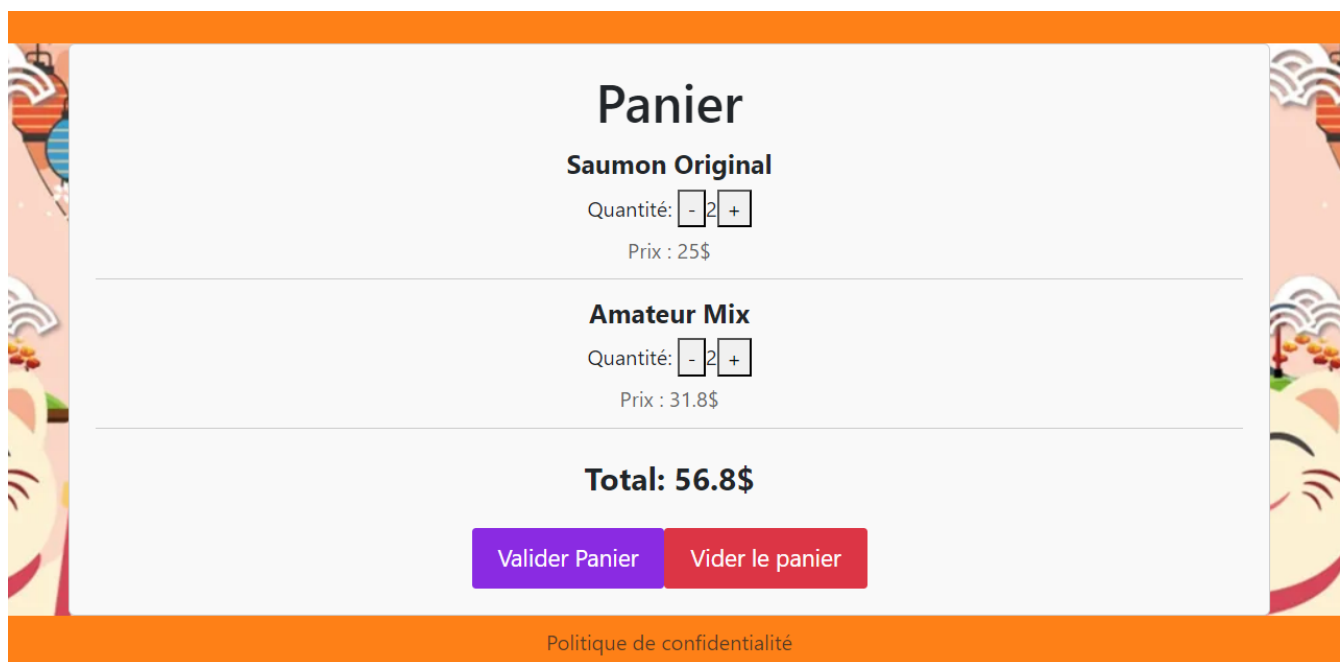 Panier
Saumon Original
Quantité: - 2 +
Prix : 25$
Amateur Mix
Quantité: - 2 +
Prix : 31.8$
Total: 56.8$
Valider Panier Vider le panier
Politique de confidentialité